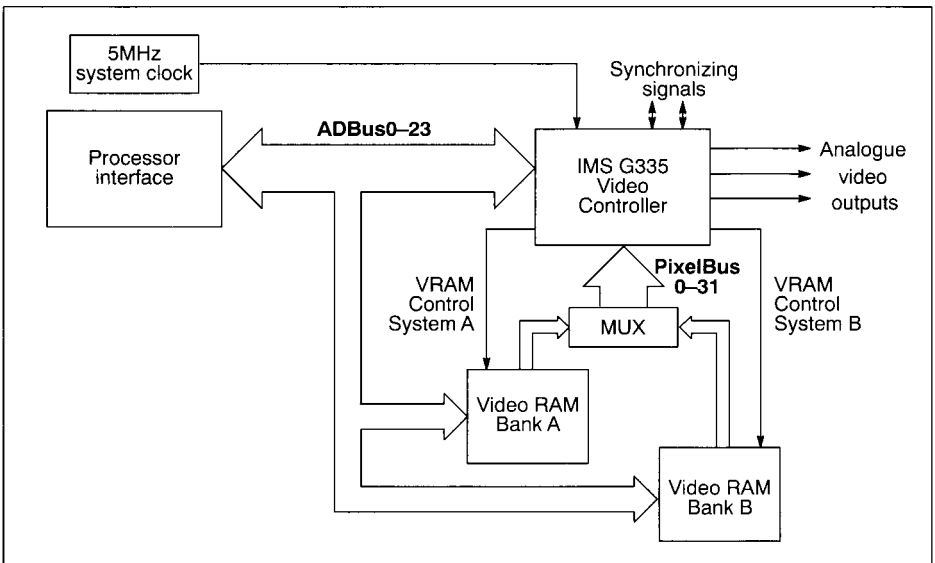 5MHz
system clock
Synchronizing
signals
ADBus0–23
Processor
interface
IMS G335
Video
Controller
Analogue
video
outputs
VRAM
Control
System A
PixelBus
0–31
VRAM
Control
System B
MUX
Video RAM
Bank A
Video RAM
Bank B